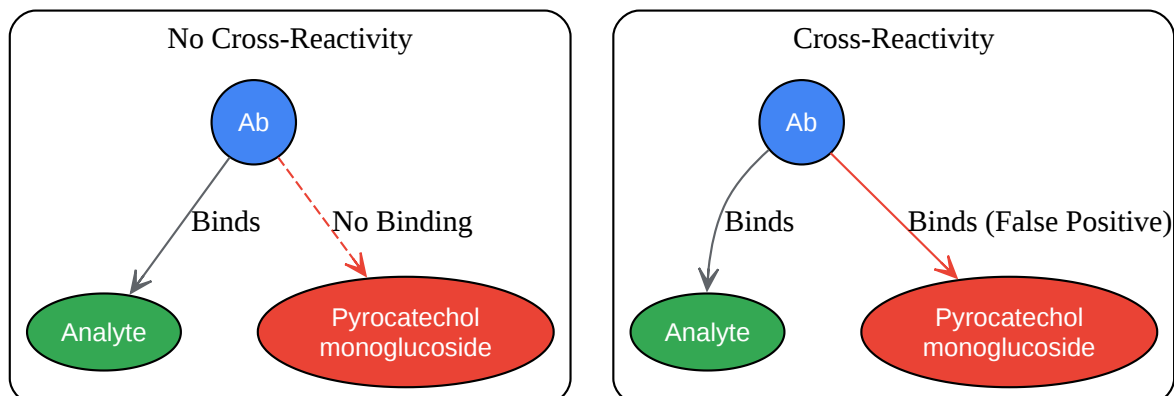 No Cross-Reactivity
Ab
Binds
No Binding
Analyte
Pyrocatechol
monoglucoside
Cross-Reactivity
Ab
Binds
Binds (False Positive)
Analyte
Pyrocatechol
monoglucoside